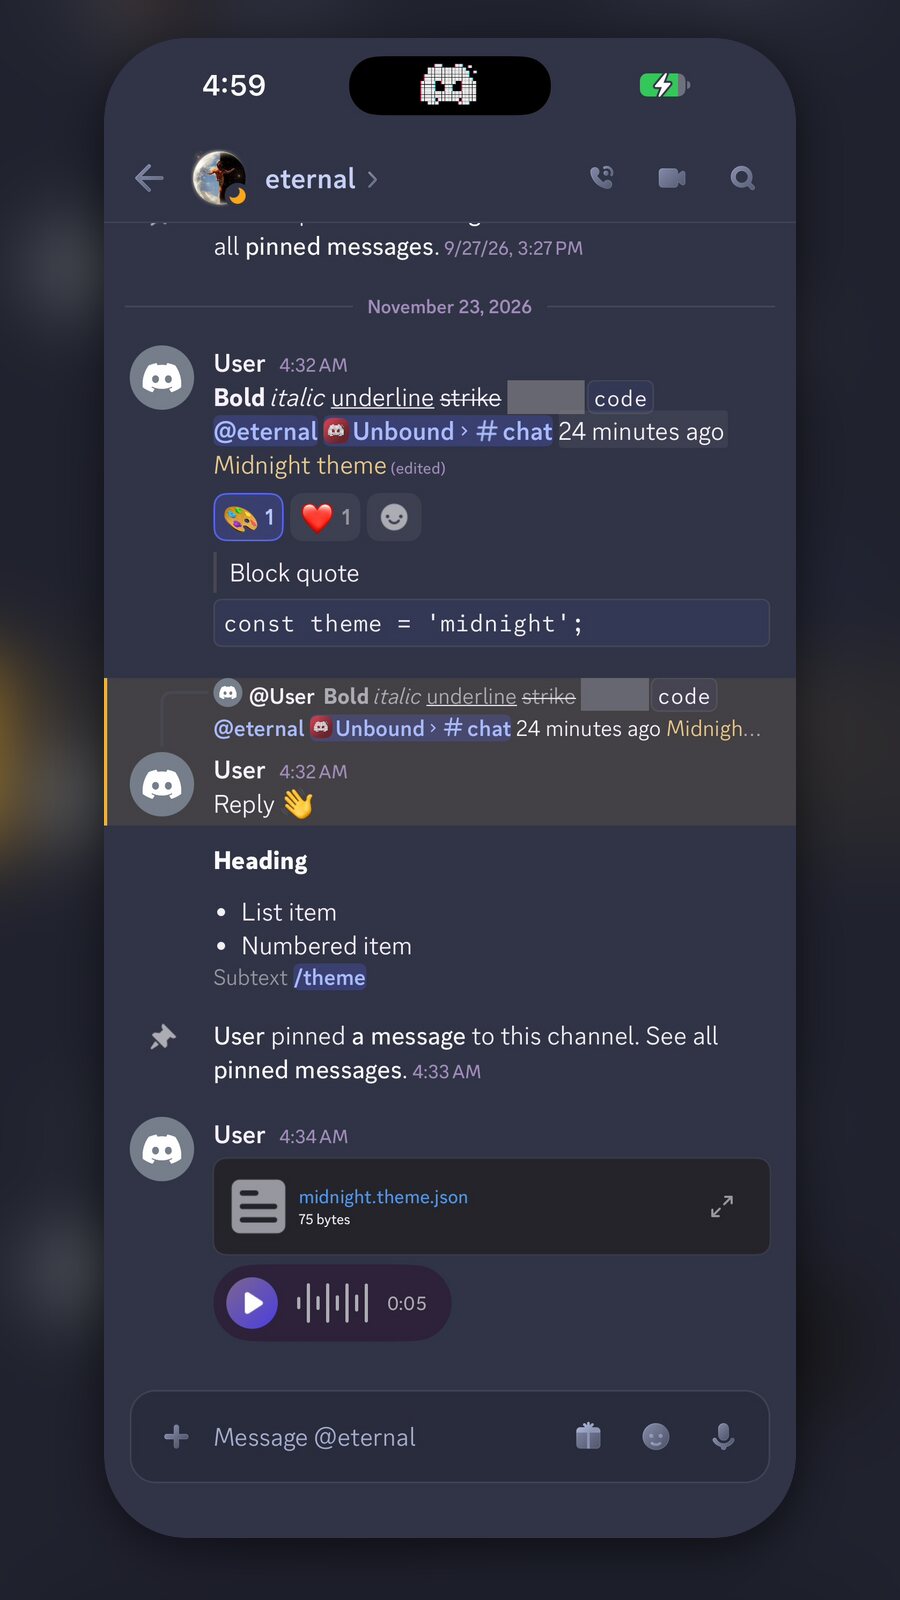 4:59
eternal
all pinned messages. 9/27/26, 3:27 PM
November 23, 2026
User 4:32 AM
Bold italic underline strike code
@eternal Unbound › # chat 24 minutes ago
Midnight theme (edited)
1 1
Block quote
const theme = 'midnight';
@User Bold italic underline strike code
@eternal Unbound › # chat 24 minutes ago Midnigh...
User 4:32 AM
Reply
Heading
• List item
• Numbered item
Subtext /theme
User pinned a message to this channel. See all
pinned messages. 4:33 AM
User 4:34 AM
midnight.theme.json
75 bytes
0:05
Message @eternal